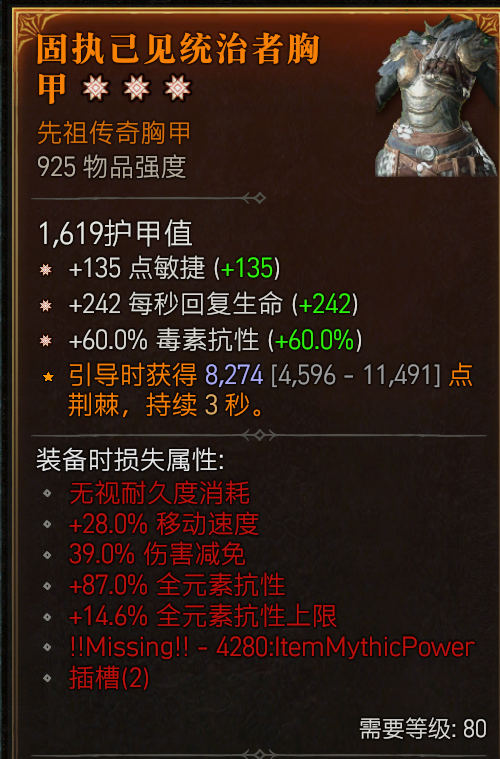 固执己见统治者胸
甲
先祖传奇胸甲
925 物品强度
1,619护甲值
+135 点敏捷 (+135)
+242 每秒回复生命 (+242)
+60.0% 毒素抗性 (+60.0%)
引导时获得 8,274 [4,596 - 11,491] 点
荆棘，持续 3 秒。
装备时损失属性:
无视耐久度消耗
+28.0% 移动速度
39.0% 伤害减免
+87.0% 全元素抗性
+14.6% 全元素抗性上限
!!Missing!! - 4280:ItemMythicPower
插槽(2)
需要等级: 80